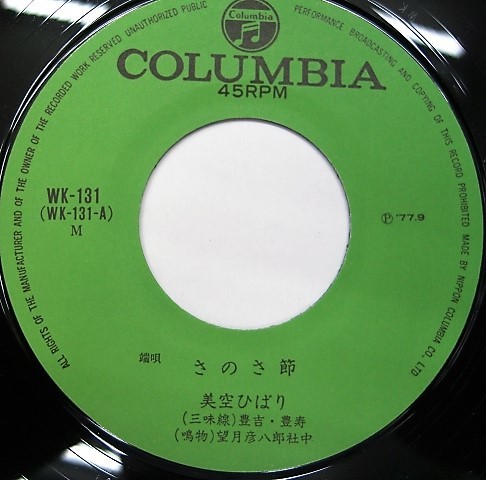 ALL RIGHTS OF THE MANUFACTURER AND OF THE OWNER OF THE RECORDED WORK RESERVED UNAUTHORIZED PUBLIC PERFORMANCE BROADCASTING AND COPYING OF THIS RECORD PROHIBITED MADE BY NIPPON COLUMBIA CO. LTD
Columbia
COLUMBIA
45RPM
WK-131
(WK-131-A)
M
Ⓟ '77.9
端唄 さのさ節
美空ひばり
(三味線)豊吉・豊寿
(鳴物)望月彦八郎社中